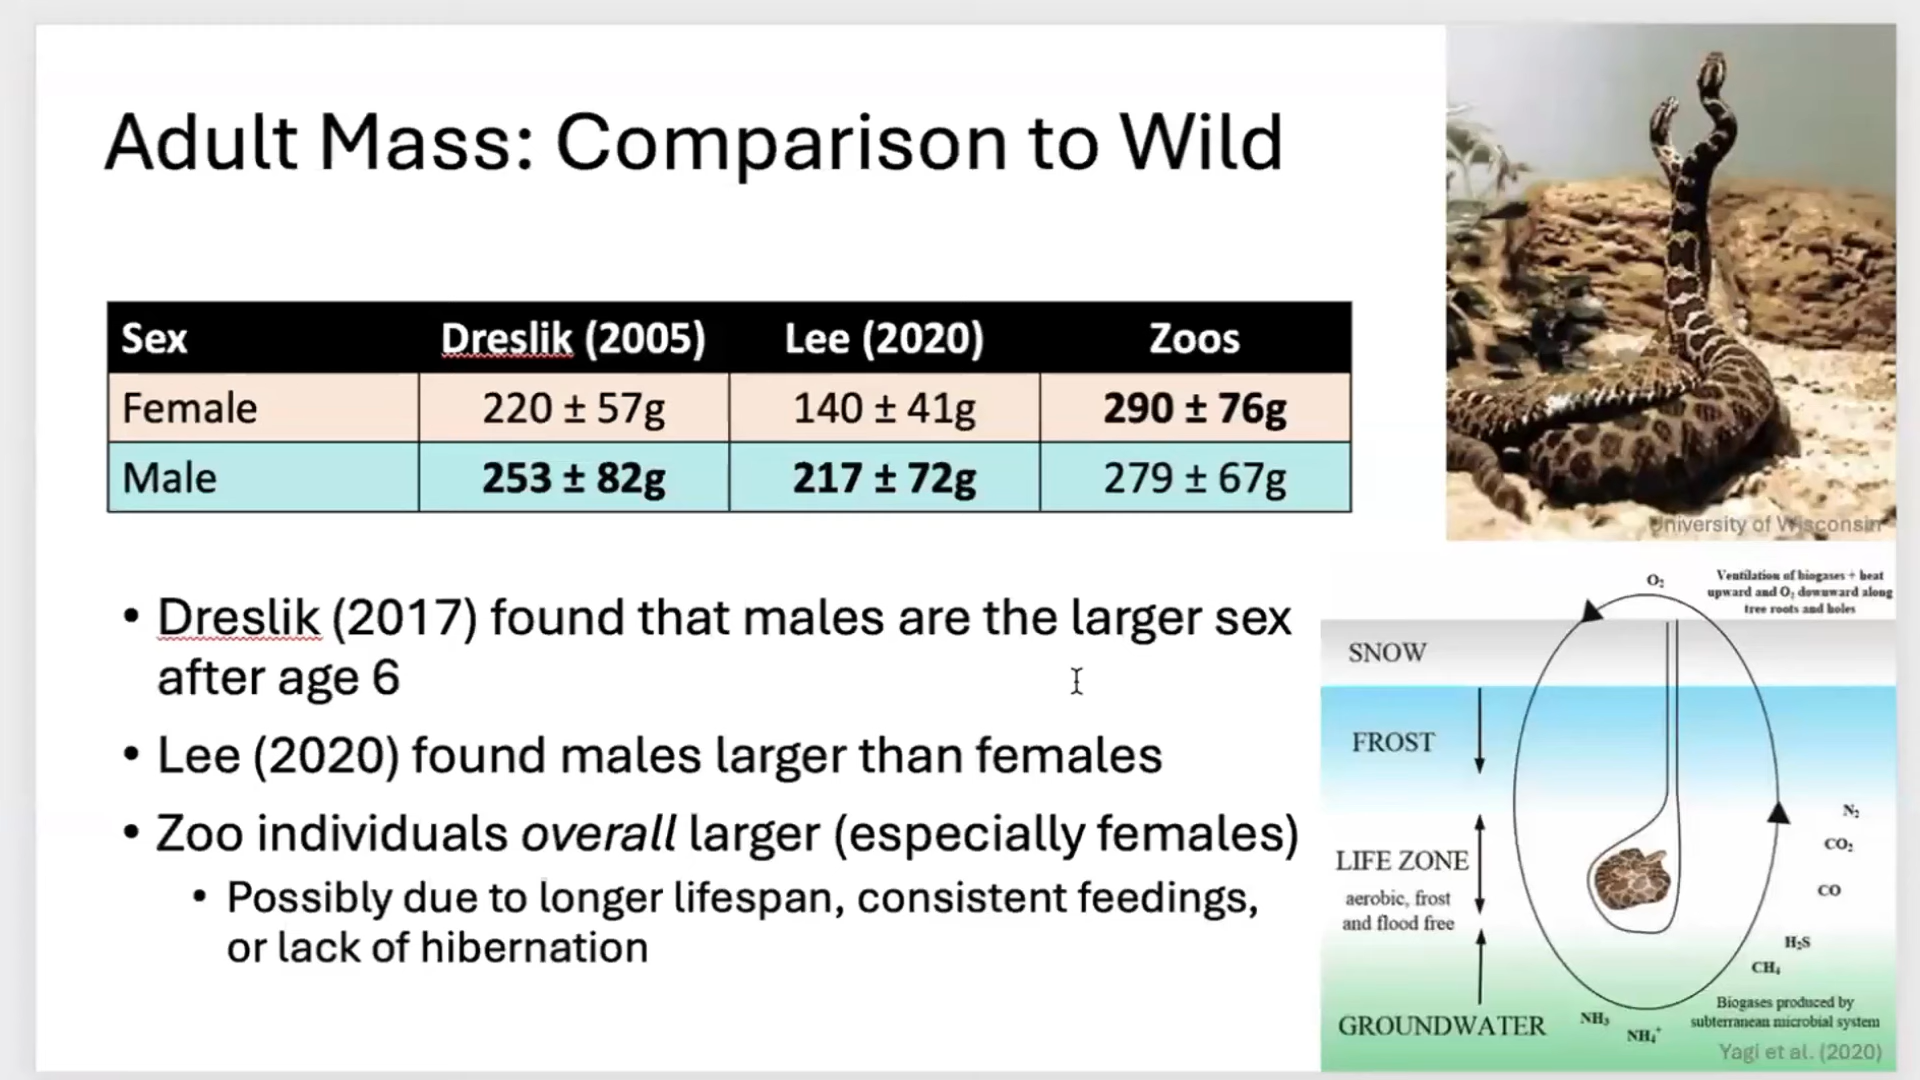 Adult Mass: Comparison to Wild
Sex Dreslik (2005) Lee (2020) Zoos
Female 220 ± 57g 140 ± 41g 290 ± 76g
Male 253 ± 82g 217 ± 72g 279 ± 67g
• Dreslik (2017) found that males are the larger sex
after age 6
• Lee (2020) found males larger than females
• Zoo individuals overall larger (especially females)
• Possibly due to longer lifespan, consistent feedings,
or lack of hibernation
University of Wisconsin
O₂
Ventilation of biogases + heat
upward and O₂ downward along
tree roots and holes
SNOW
FROST
LIFE ZONE
aerobic, frost
and flood free
GROUNDWATER
N₂
CO₂
CO
H₂S
CH₄
NH₃
NH₄⁺
Biogases produced by
subterranean microbial system
Yagi et al. (2020)